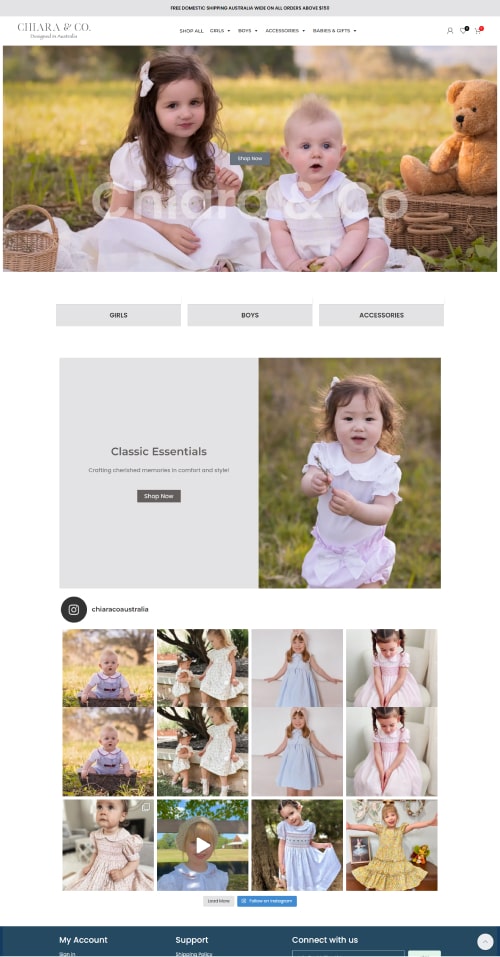 FREE DOMESTIC SHIPPING AUSTRALIA WIDE ON ALL ORDERS ABOVE $150
CHIARA & CO.
Designed in Australia
SHOP ALL GIRLS BOYS ACCESSORIES BABIES & GIFTS
Shop Now
Chiara & Co
GIRLS BOYS ACCESSORIES
Classic Essentials
Crafting cherished memories in comfort and style!
Shop Now
chiaracoaustralia
Load More Follow on Instagram
My Account Support Connect with us
Sign in Shipping Policy